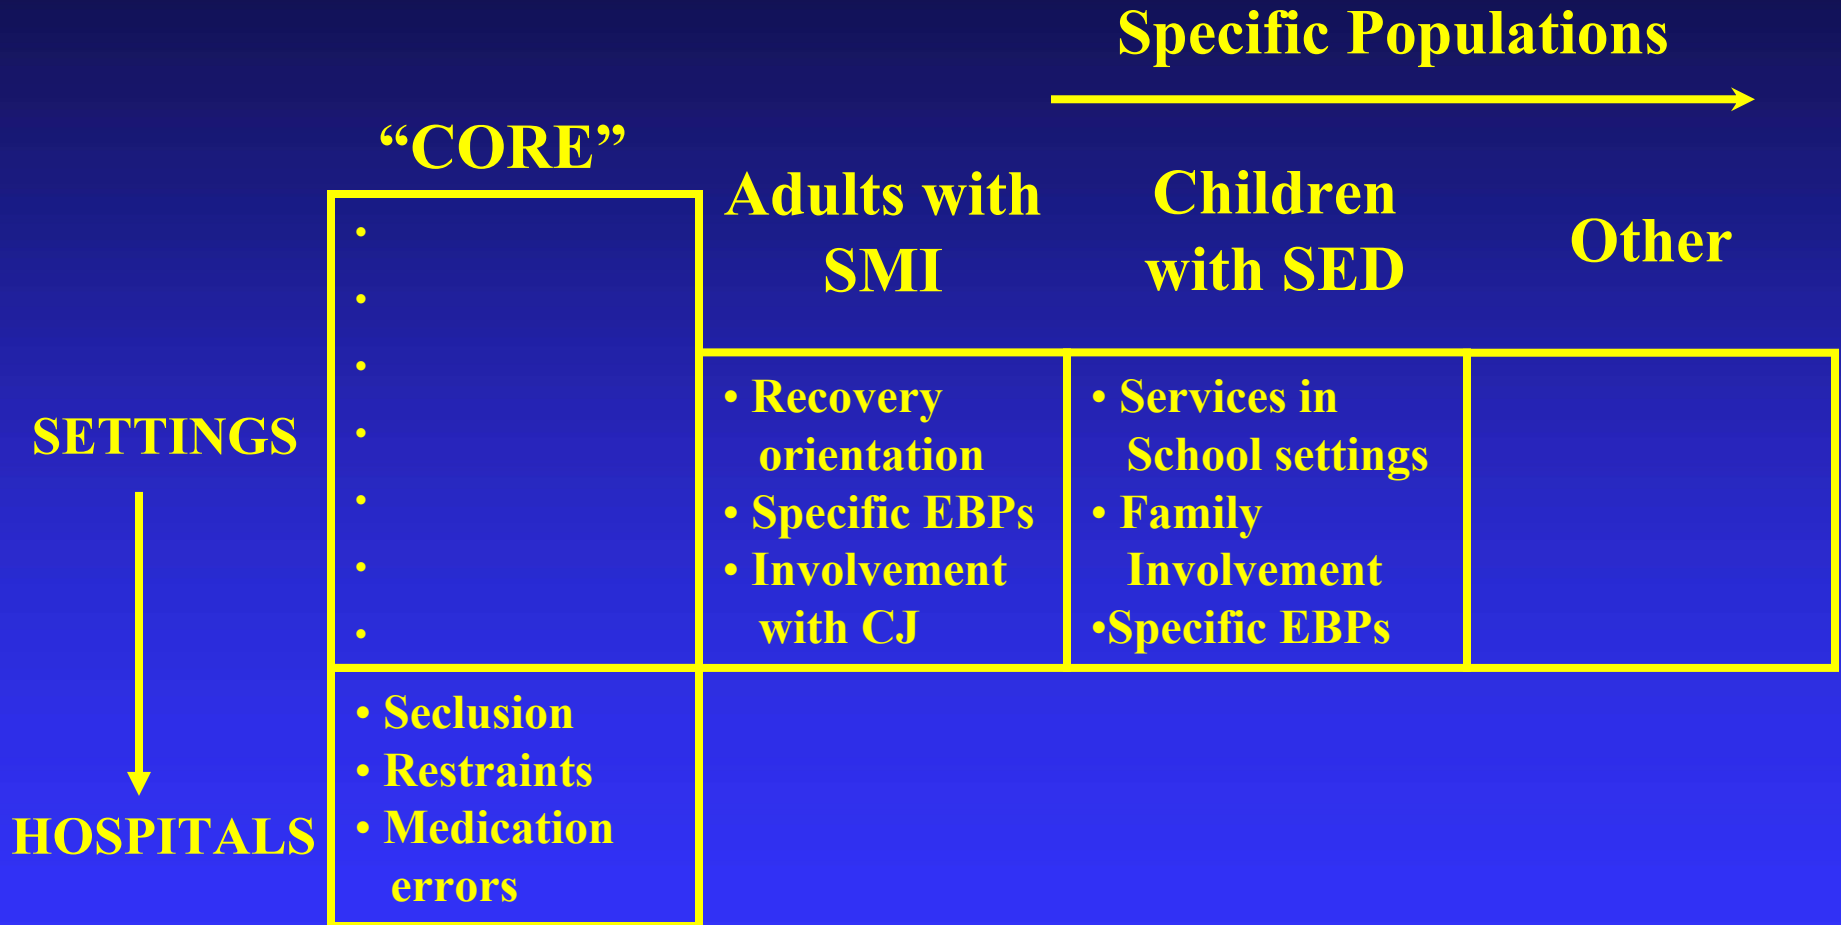 Specific Populations
“CORE”
Adults with
SMI
Children
with SED
Other
SETTINGS
HOSPITALS
•
•
•
•
•
•
•
• Recovery
orientation
• Specific EBPs
• Involvement
with CJ
• Services in
School settings
• Family
Involvement
•Specific EBPs
• Seclusion
• Restraints
• Medication
errors